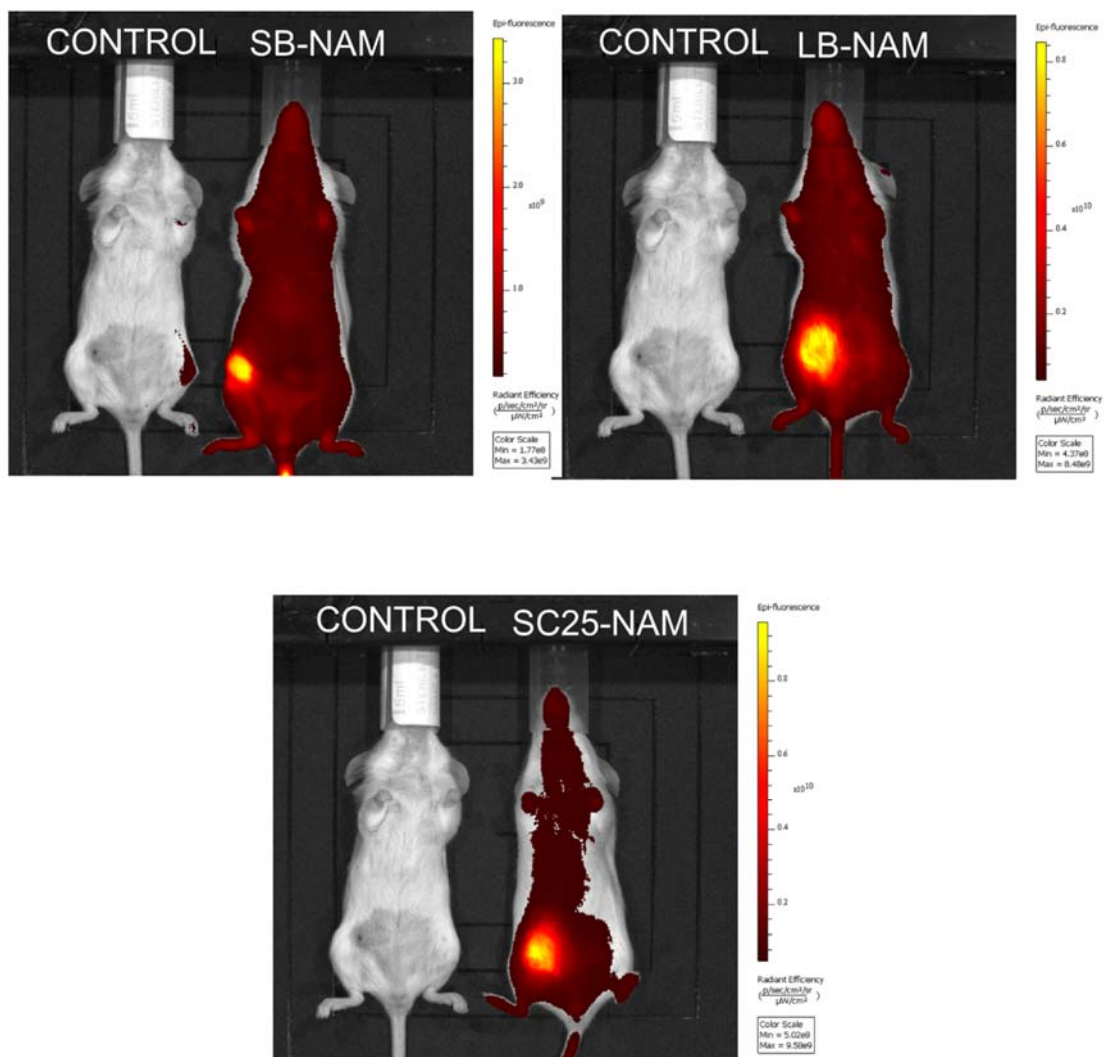 CONTROL SB-NAM
Epi-fluorescence
3.0
2.0
x10⁹
1.0
Radiant Efficiency
(p/sec/cm²/sr / µW/cm²)
Color Scale
Min = 1.77e8
Max = 3.43e9
15ml
CONTROL LB-NAM
Epi-fluorescence
0.8
0.6
x10¹⁰
0.4
0.2
Radiant Efficiency
(p/sec/cm²/sr / µW/cm²)
Color Scale
Min = 4.37e8
Max = 8.48e9
15ml
CONTROL SC25-NAM
Epi-fluorescence
0.8
0.6
x10¹⁰
0.4
0.2
Radiant Efficiency
(p/sec/cm²/sr / µW/cm²)
Color Scale
Min = 5.02e8
Max = 9.58e9
15ml